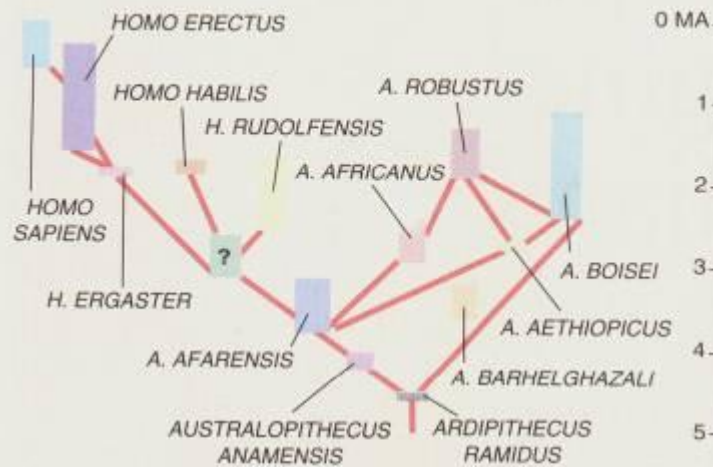 HOMO ERECTUS
0 MA
HOMO HABILIS
A. ROBUSTUS
1
H. RUDOLFENSIS
A. AFRICANUS
2
HOMO
SAPIENS
?
A. BOISEI
3
H. ERGASTER
A. AETHIOPICUS
A. AFARENSIS
4
A. BARHELGHAZALI
AUSTRALOPITHECUS
ANAMENSIS
ARDIPITHECUS
RAMIDUS
5